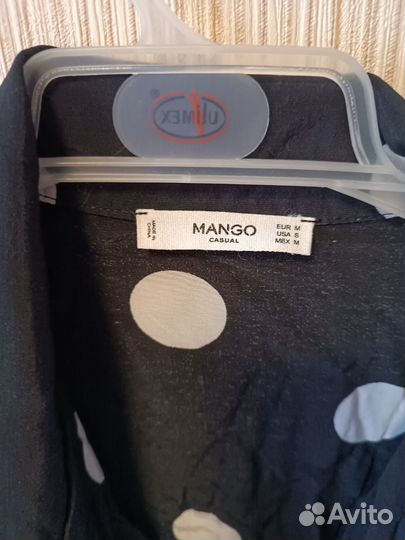 ULIMEX®
MADE IN
CHINA
MANGO
CASUAL
EUR M
USA S
MEX M
Avito